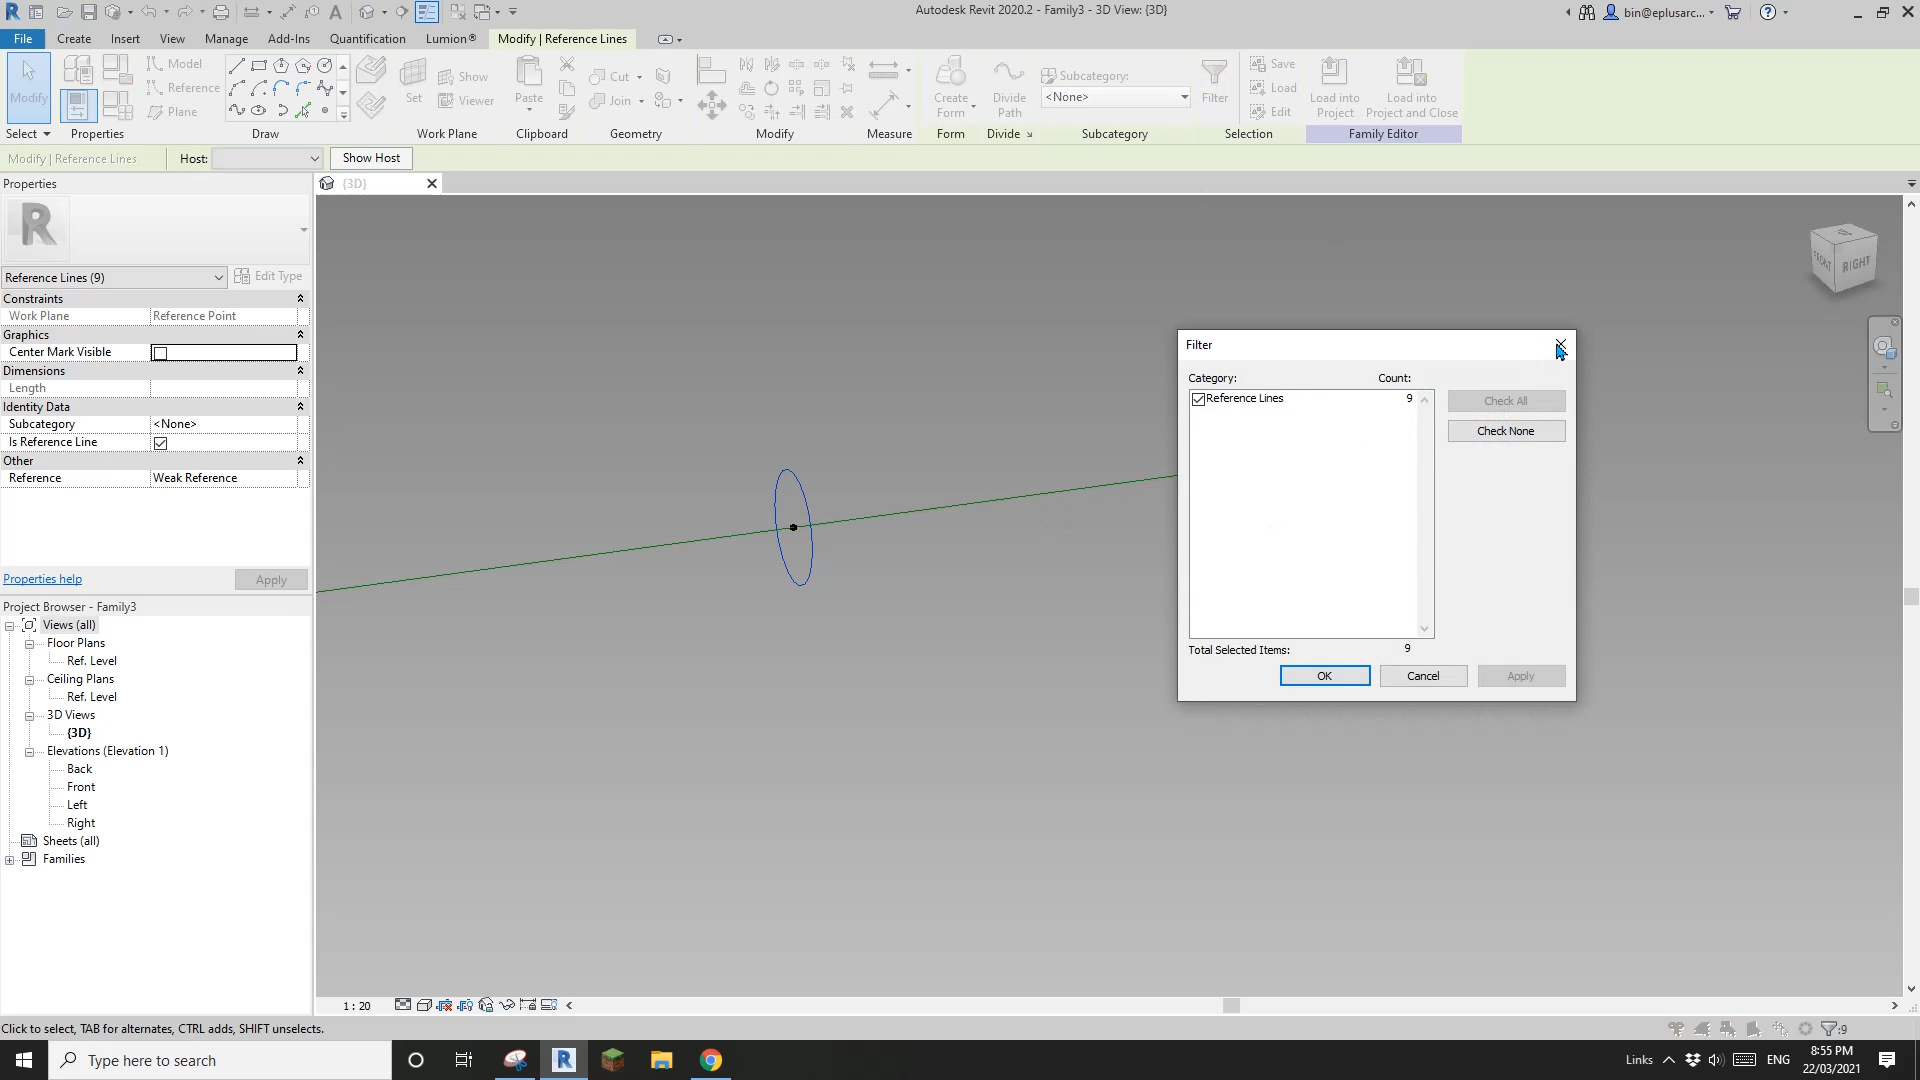 Autodesk Revit 2020.2 - Family3 - 3D View: {3D}
bin@eplusarc...
File Create Insert View Manage Add-Ins Quantification Lumion® Modify | Reference Lines
Modify
Model
Reference
Plane
Set
Show
Viewer
Paste
Cut
Join
Create
Form
Divide
Path
Subcategory:
<None>
Filter
Save
Load
Edit
Load into
Project
Load into
Project and Close
Select Properties Draw Work Plane Clipboard Geometry Modify Measure Form Divide Subcategory Selection Family Editor
Modify | Reference Lines Host: Show Host
Properties
{3D}
R
Reference Lines (9) Edit Type
Constraints
Work Plane Reference Point
Graphics
Center Mark Visible
Dimensions
Length
Identity Data
Subcategory <None>
Is Reference Line
Other
Reference Weak Reference
Properties help Apply
Project Browser - Family3
Views (all)
Floor Plans
Ref. Level
Ceiling Plans
Ref. Level
3D Views
{3D}
Elevations (Elevation 1)
Back
Front
Left
Right
Sheets (all)
Families
FRONT RIGHT
Filter
Category: Count:
Reference Lines 9
Check All
Check None
Total Selected Items: 9
OK Cancel Apply
1 : 20
Click to select, TAB for alternates, CTRL adds, SHIFT unselects.
:9
Type here to search
Links
ENG
8:55 PM
22/03/2021